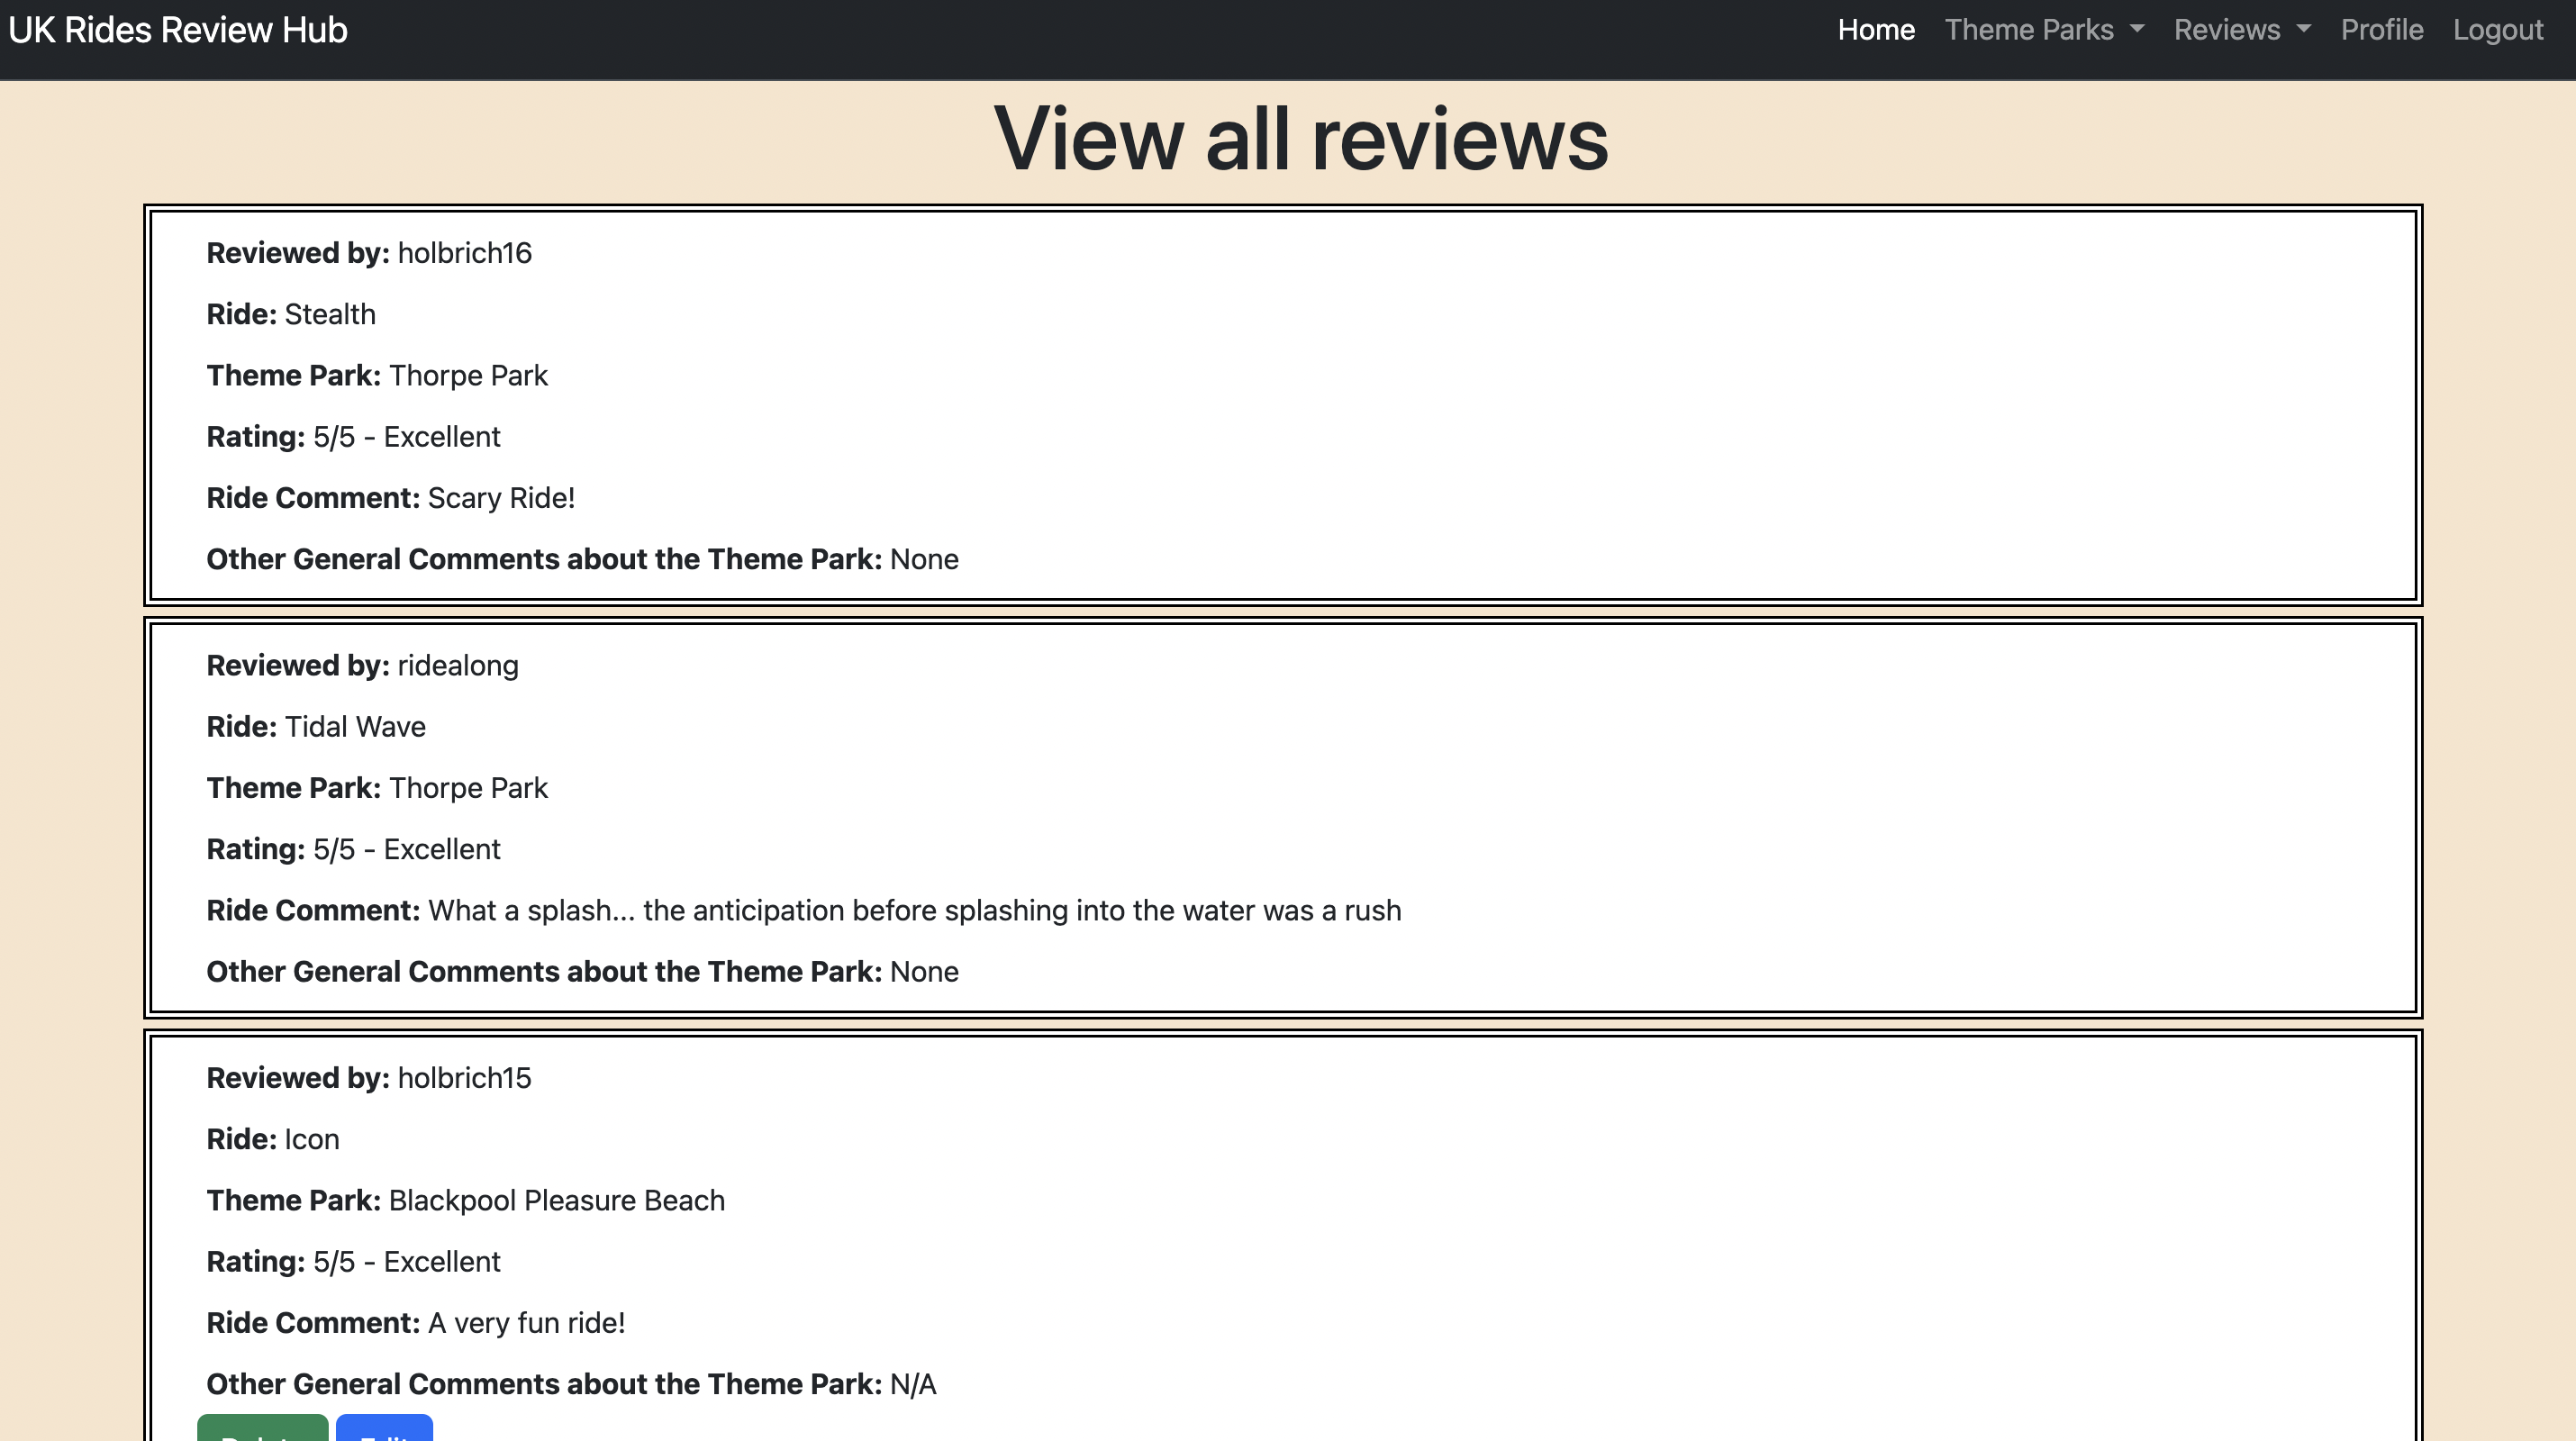 UK Rides Review Hub
Home Theme Parks Reviews Profile Logout
View all reviews
Reviewed by: holbrich16
Ride: Stealth
Theme Park: Thorpe Park
Rating: 5/5 - Excellent
Ride Comment: Scary Ride!
Other General Comments about the Theme Park: None
Reviewed by: ridealong
Ride: Tidal Wave
Theme Park: Thorpe Park
Rating: 5/5 - Excellent
Ride Comment: What a splash... the anticipation before splashing into the water was a rush
Other General Comments about the Theme Park: None
Reviewed by: holbrich15
Ride: Icon
Theme Park: Blackpool Pleasure Beach
Rating: 5/5 - Excellent
Ride Comment: A very fun ride!
Other General Comments about the Theme Park: N/A